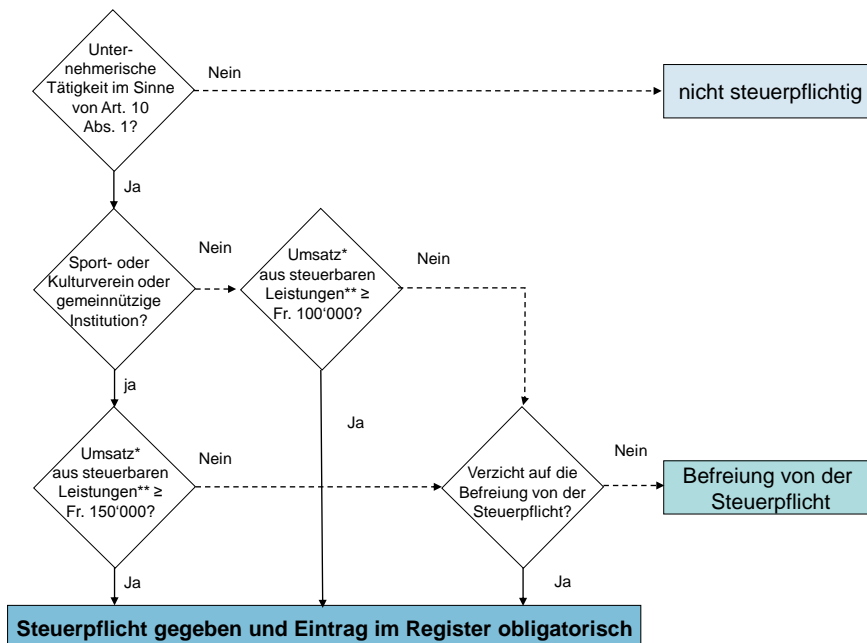 Unter-
nehmerische
Tätigkeit im Sinne
von Art. 10
Abs. 1?
Nein
nicht steuerpflichtig
Ja
Sport- oder
Kulturverein oder
gemeinnützige
Institution?
Nein
Umsatz*
aus steuerbaren
Leistungen** ≥
Fr. 100‘000?
Nein
ja
Ja
Umsatz*
aus steuerbaren
Leistungen** ≥
Fr. 150‘000?
Nein
Verzicht auf die
Befreiung von der
Steuerpflicht?
Nein
Befreiung von der
Steuerpflicht
Ja
Ja
Steuerpflicht gegeben und Eintrag im Register obligatorisch